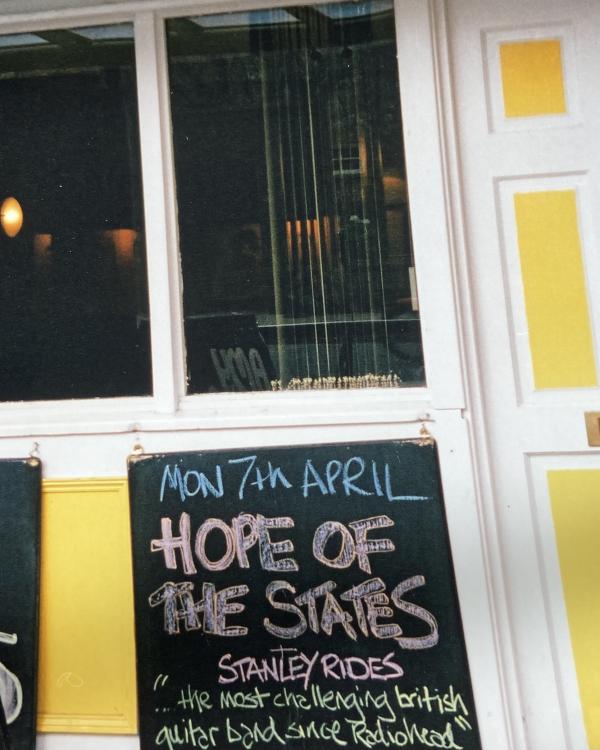 MON 7th APRIL
HOPE OF
THE STATES
STANLEY RIDES
"...the most challenging british
guitar band since Radiohead"